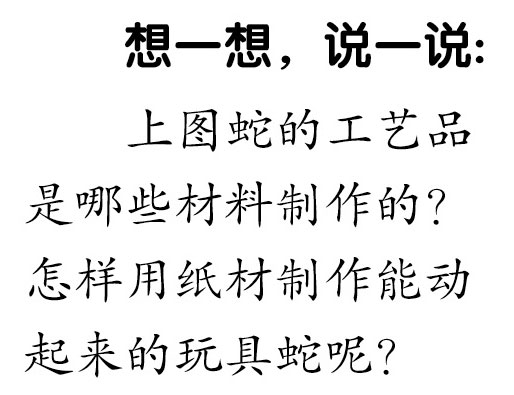 想一想，说一说:
上图蛇的工艺品
是哪些材料制作的?
怎样用纸材制作能动
起来的玩具蛇呢?